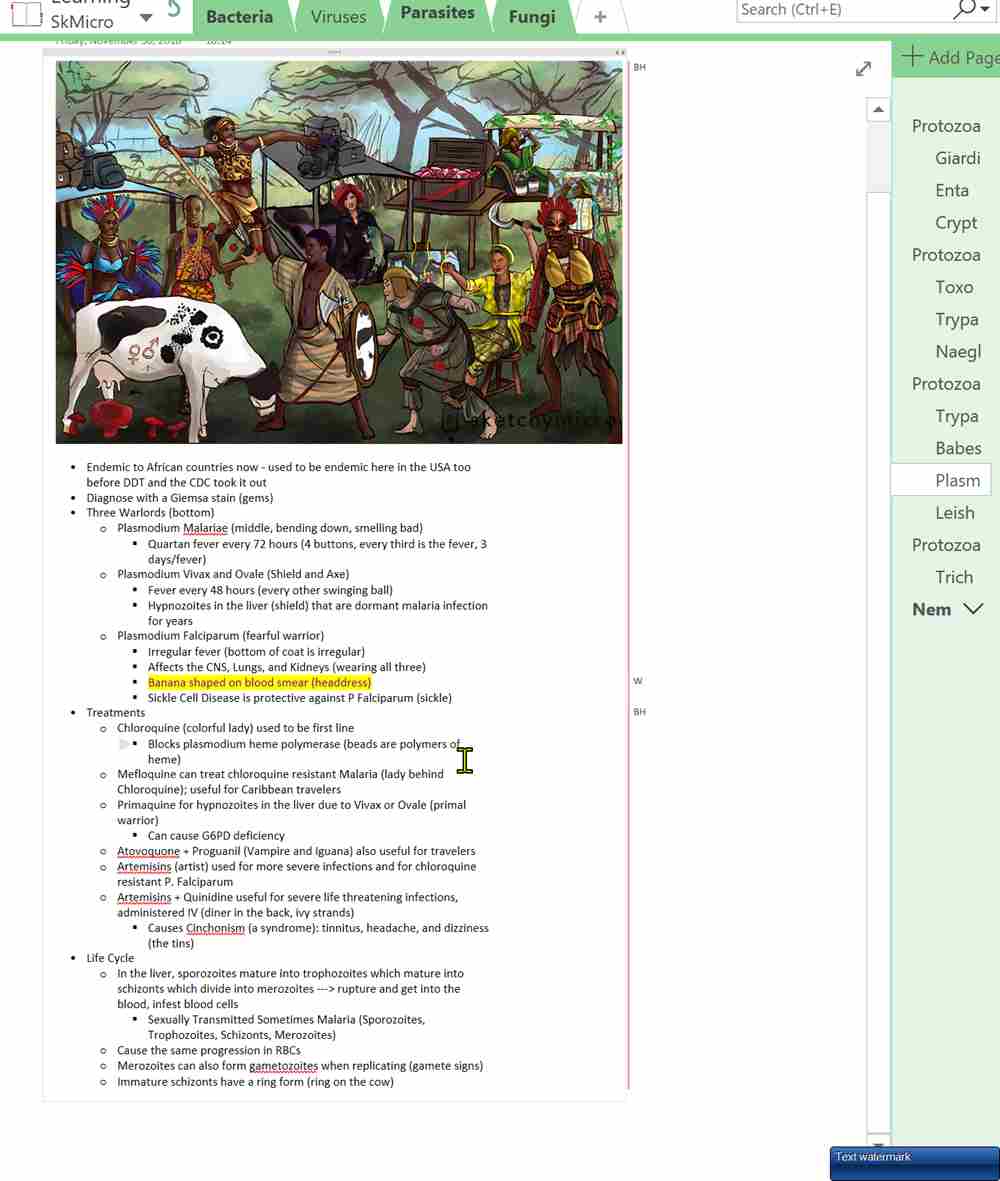 SkMicro
Bacteria
Viruses
Parasites
Fungi
+
Search (Ctrl+E)
Add Page
BH
sketchymicro
Endemic to African countries now - used to be endemic here in the USA too
before DDT and the CDC took it out
Diagnose with a Giemsa stain (gems)
Three Warlords (bottom)
Plasmodium Malariae (middle, bending down, smelling bad)
Quartan fever every 72 hours (4 buttons, every third is the fever, 3
days/fever)
Plasmodium Vivax and Ovale (Shield and Axe)
Fever every 48 hours (every other swinging ball)
Hypnozoites in the liver (shield) that are dormant malaria infection
for years
Plasmodium Falciparum (fearful warrior)
Irregular fever (bottom of coat is irregular)
Affects the CNS, Lungs, and Kidneys (wearing all three)
Banana shaped on blood smear (headdress)
W
Sickle Cell Disease is protective against P Falciparum (sickle)
Treatments
BH
Chloroquine (colorful lady) used to be first line
Blocks plasmodium heme polymerase (beads are polymers of
heme)
Mefloquine can treat chloroquine resistant Malaria (lady behind
Chloroquine); useful for Caribbean travelers
Primaquine for hypnozoites in the liver due to Vivax or Ovale (primal
warrior)
Can cause G6PD deficiency
Atovoquone + Proguanil (Vampire and Iguana) also useful for travelers
Artemisins (artist) used for more severe infections and for chloroquine
resistant P. Falciparum
Artemisins + Quinidine useful for severe life threatening infections,
administered IV (diner in the back, ivy strands)
Causes Cinchonism (a syndrome): tinnitus, headache, and dizziness
(the tins)
Life Cycle
In the liver, sporozoites mature into trophozoites which mature into
schizonts which divide into merozoites ---> rupture and get into the
blood, infest blood cells
Sexually Transmitted Sometimes Malaria (Sporozoites,
Trophozoites, Schizonts, Merozoites)
Cause the same progression in RBCs
Merozoites can also form gametozoites when replicating (gamete signs)
Immature schizonts have a ring form (ring on the cow)
Protozoa
Giardi
Enta
Crypt
Protozoa
Toxo
Trypa
Naegl
Protozoa
Trypa
Babes
Plasm
Leish
Protozoa
Trich
Nem
Text watermark